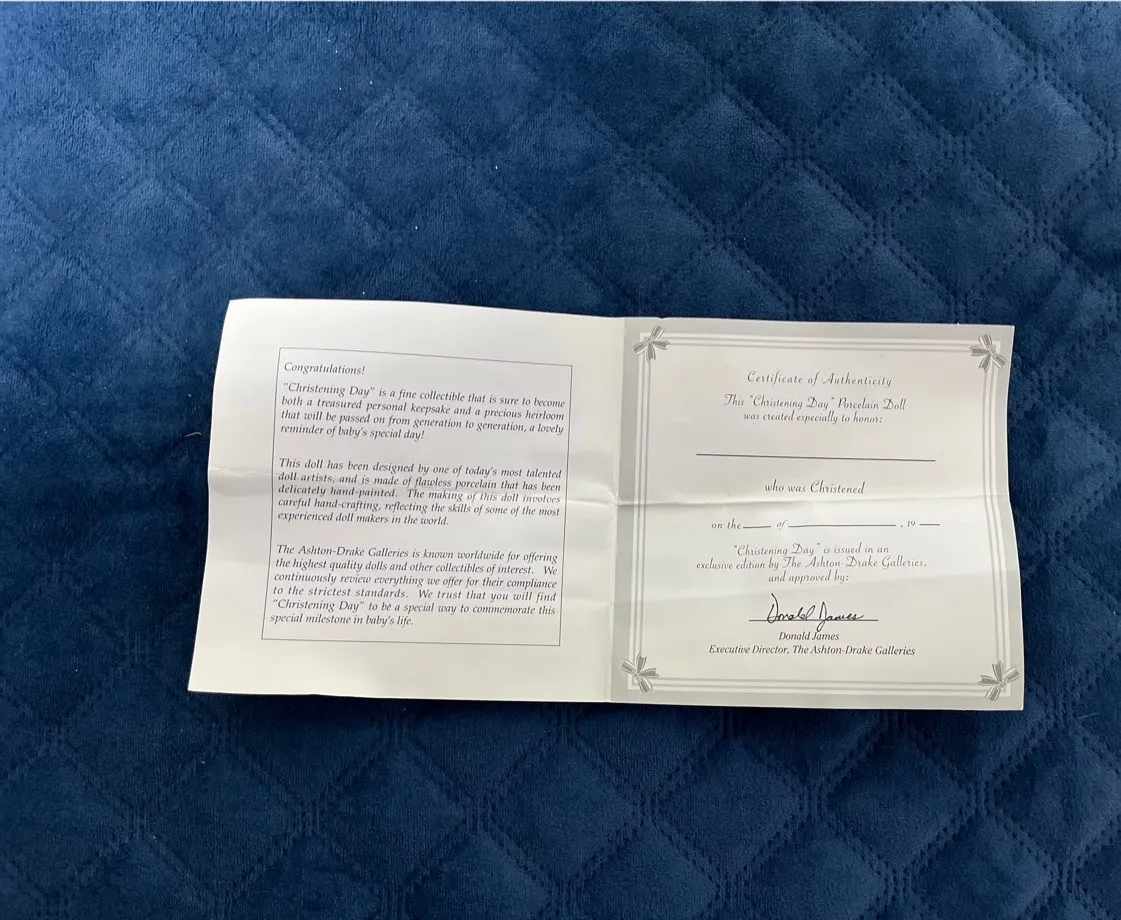 Congratulations!
"Christening Day" is a fine collectible that is sure to become
both a treasured personal keepsake and a precious heirloom
that will be passed on from generation to generation, a lovely
reminder of baby's special day!
This doll has been designed by one of today's most talented
doll artists, and is made of flawless porcelain that has been
delicately hand-painted. The making of this doll involves
careful hand-crafting, reflecting the skills of some of the most
experienced doll makers in the world.
The Ashton-Drake Galleries is known worldwide for offering
the highest quality dolls and other collectibles of interest. We
continuously review everything we offer for their compliance
to the strictest standards. We trust that you will find
"Christening Day" to be a special way to commemorate this
special milestone in baby's life.
Certificate of Authenticity
This "Christening Day" Porcelain Doll
was created especially to honor:
who was Christened
on the ____ of ____________, 19 ___
"Christening Day" is issued in an
exclusive edition by The Ashton-Drake Galleries,
and approved by:
Donald James
Donald James
Executive Director, The Ashton-Drake Galleries